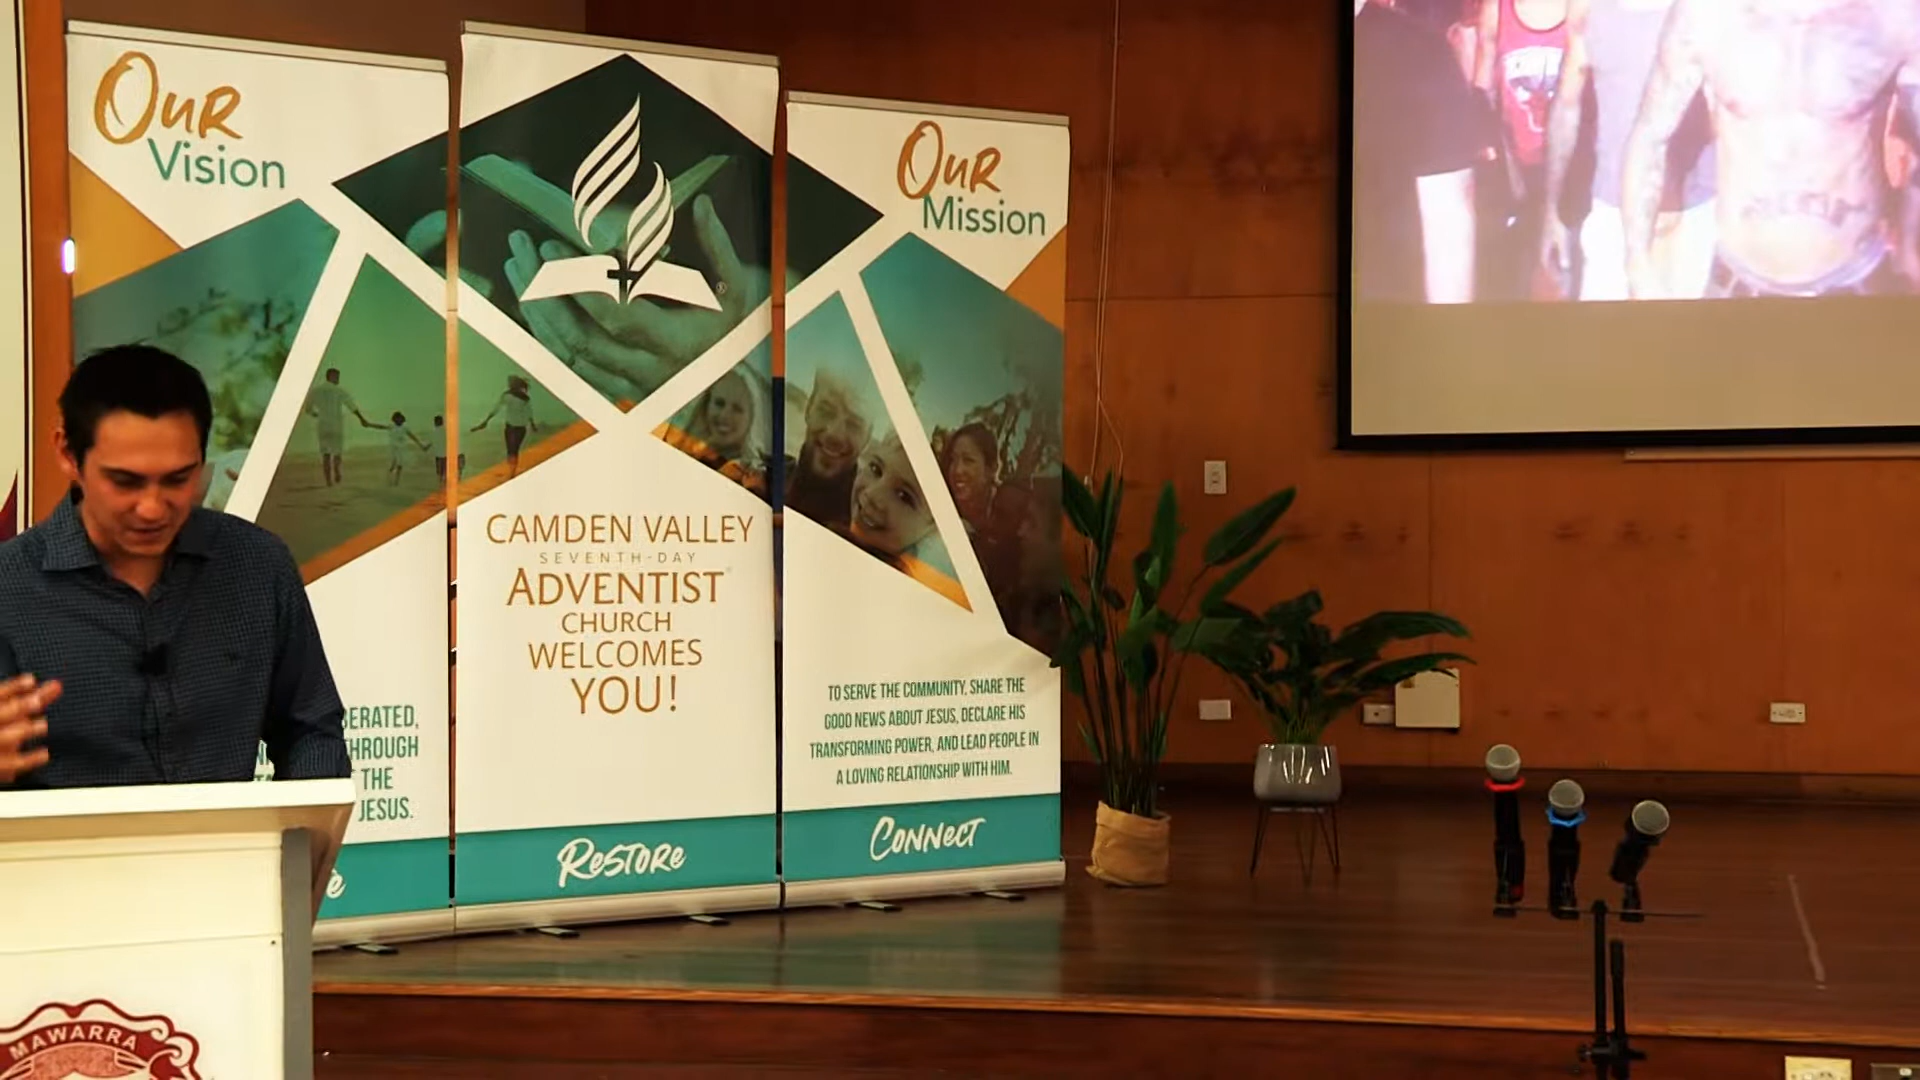 OUR
Vision
BERATED,
THROUGH
THE
JESUS.
CAMDEN VALLEY
SEVENTH-DAY
ADVENTIST
CHURCH
WELCOMES
YOU!
ReSTORe
OUR
Mission
TO SERVE THE COMMUNITY, SHARE THE
GOOD NEWS ABOUT JESUS, DECLARE HIS
TRANSFORMING POWER, AND LEAD PEOPLE IN
A LOVING RELATIONSHIP WITH HIM.
CONNeCT
MAWARRA